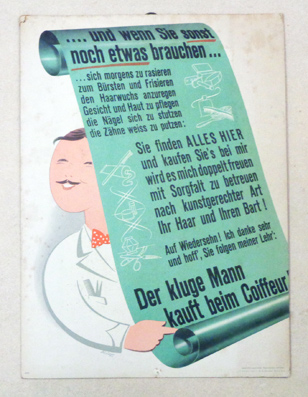 .... und wenn Sie sonst
noch etwas brauchen ...
... sich morgens zu rasieren
zum Bürsten und Frisieren
den Haarwuchs anzuregen
Gesicht und Haut zu pflegen
die Nägel sich zu stutzen
die Zähne weiss zu putzen:
Sie finden ALLES HIER
und kaufen Sie's bei mir
wird es mich doppelt freuen
mit Sorgfalt zu betreuen
nach kunstgerechter Art
Ihr Haar und Ihren Bart!
Auf Wiedersehn! Ich danke sehr
und hoff', Sie folgen meiner Lehr':
Der kluge Mann
kauft beim Coiffeur!